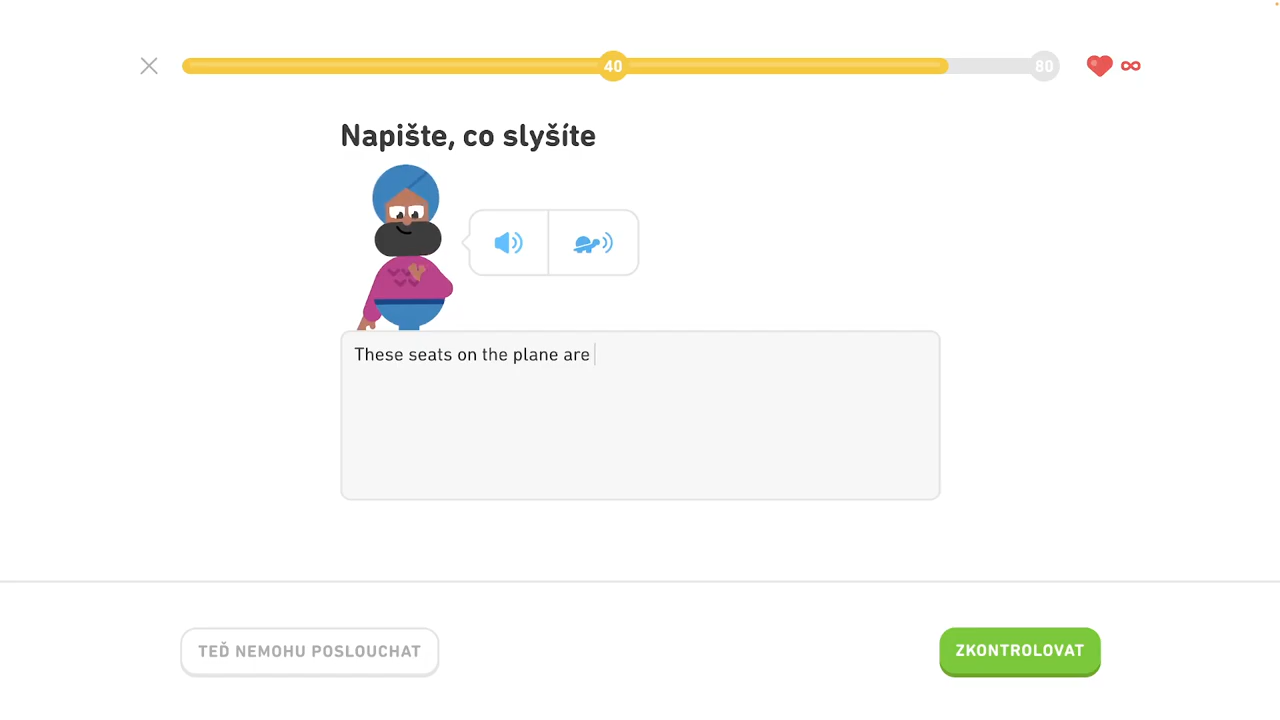 40
80
Napište, co slyšíte
These seats on the plane are
TEĎ NEMOHU POSLOUCHAT
ZKONTROLOVAT